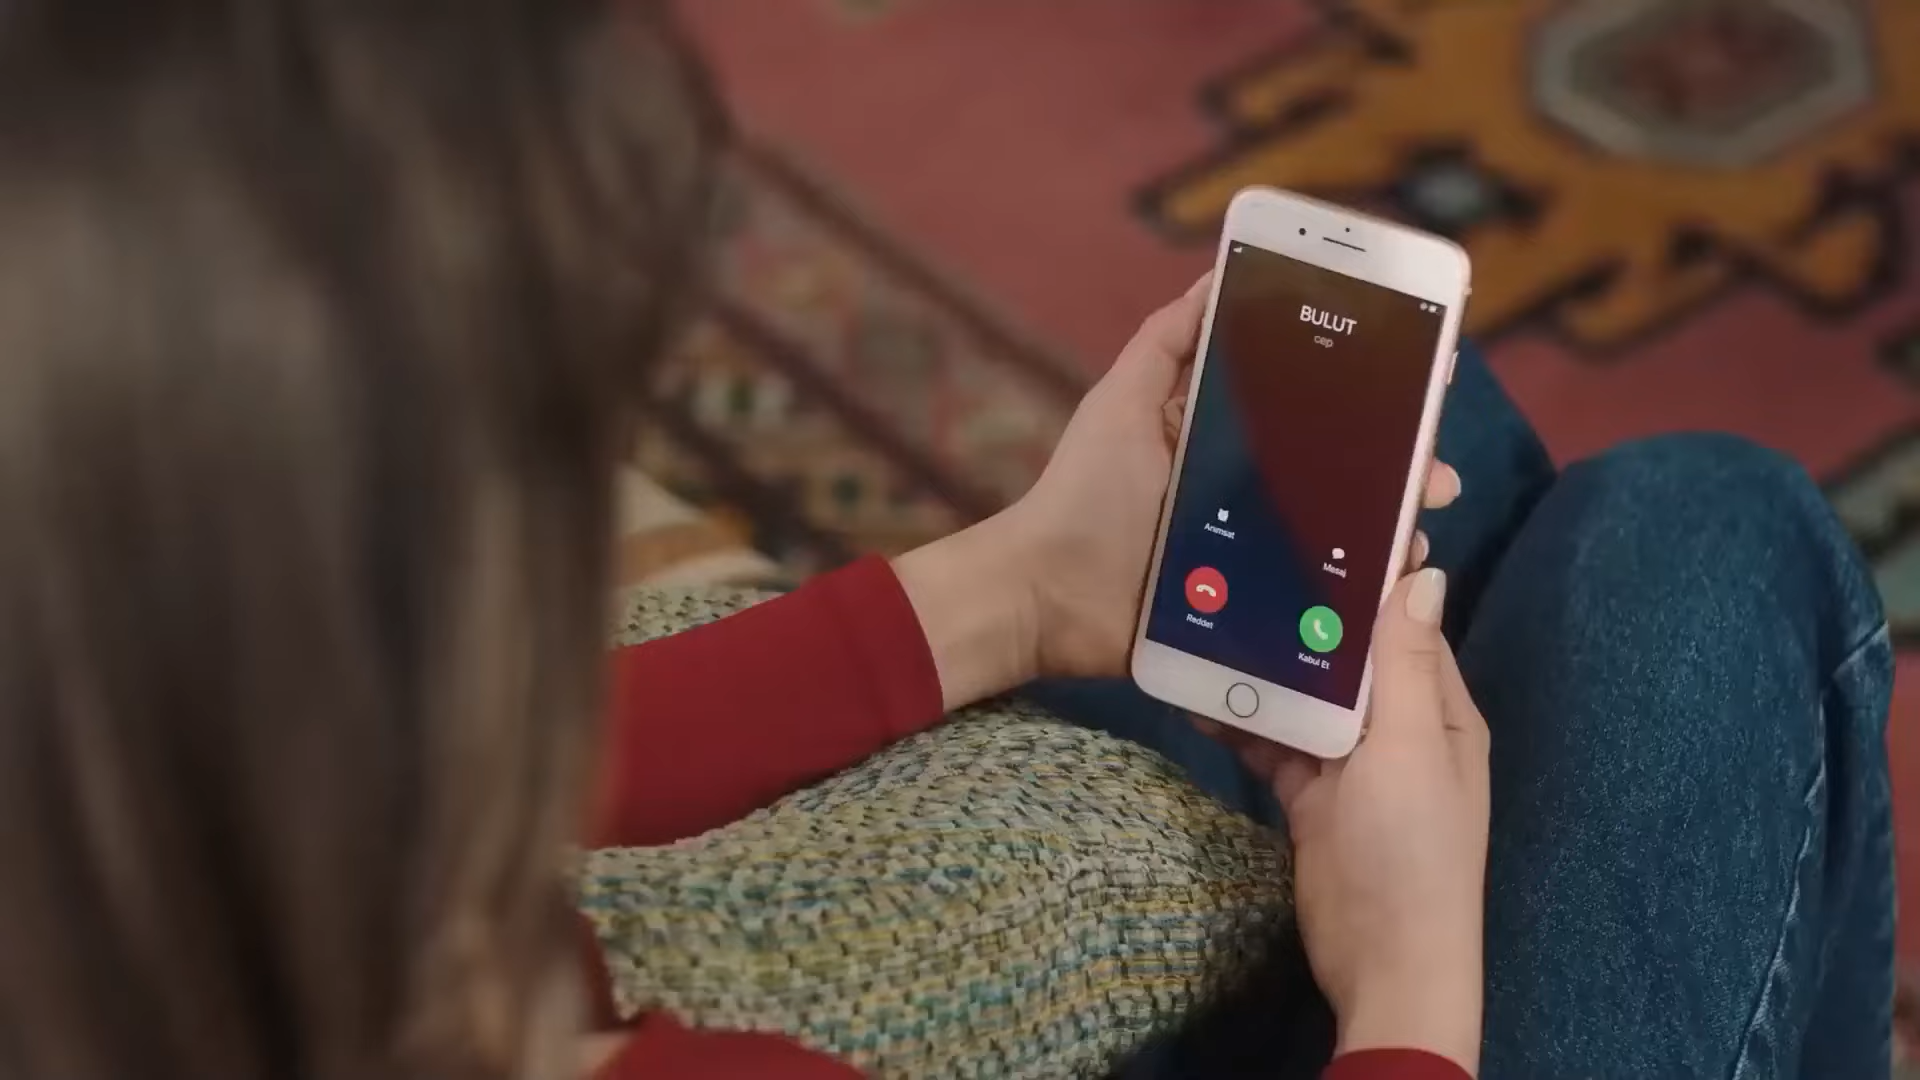 BULUT
cep
Anımsat
Mesaj
Reddet
Kabul Et